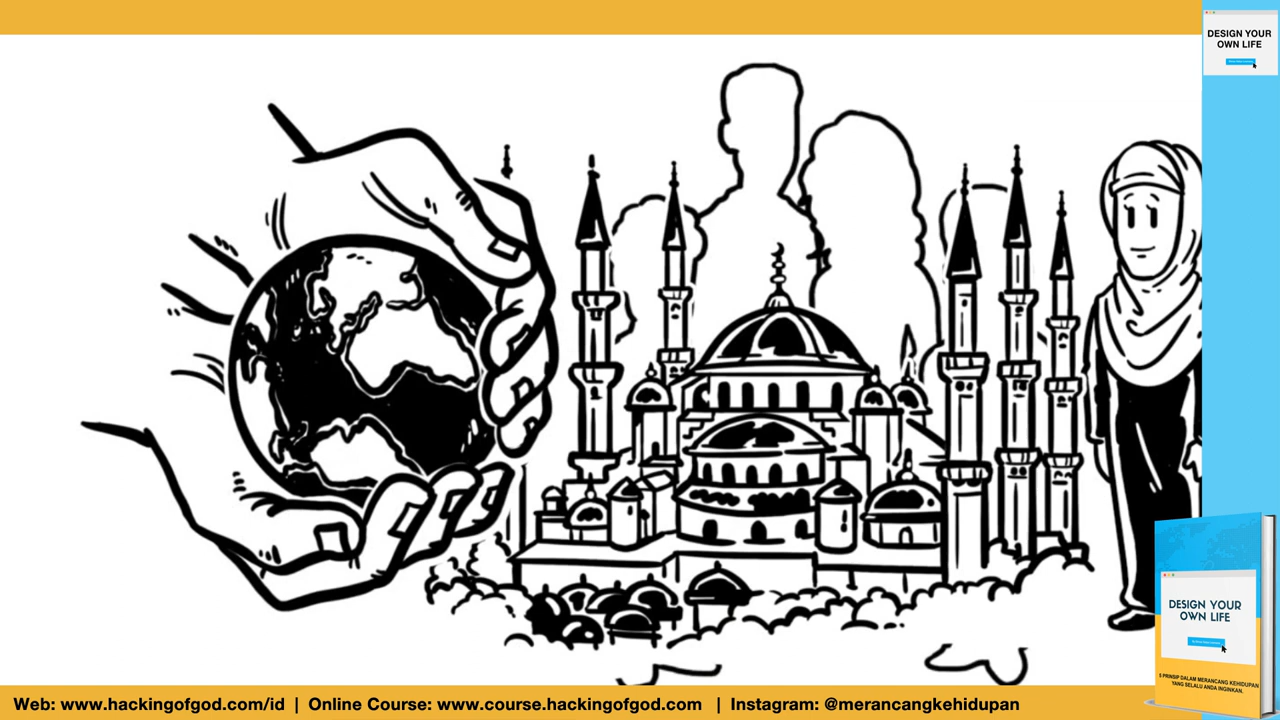 DESIGN YOUR
OWN LIFE
DESIGN YOUR
OWN LIFE
5 PRINSIP DALAM MERANCANG KEHIDUPAN
YANG SELALU ANDA INGINKAN.
Web: www.hackingofgod.com/id | Online Course: www.course.hackingofgod.com | Instagram: @merancangkehidupan